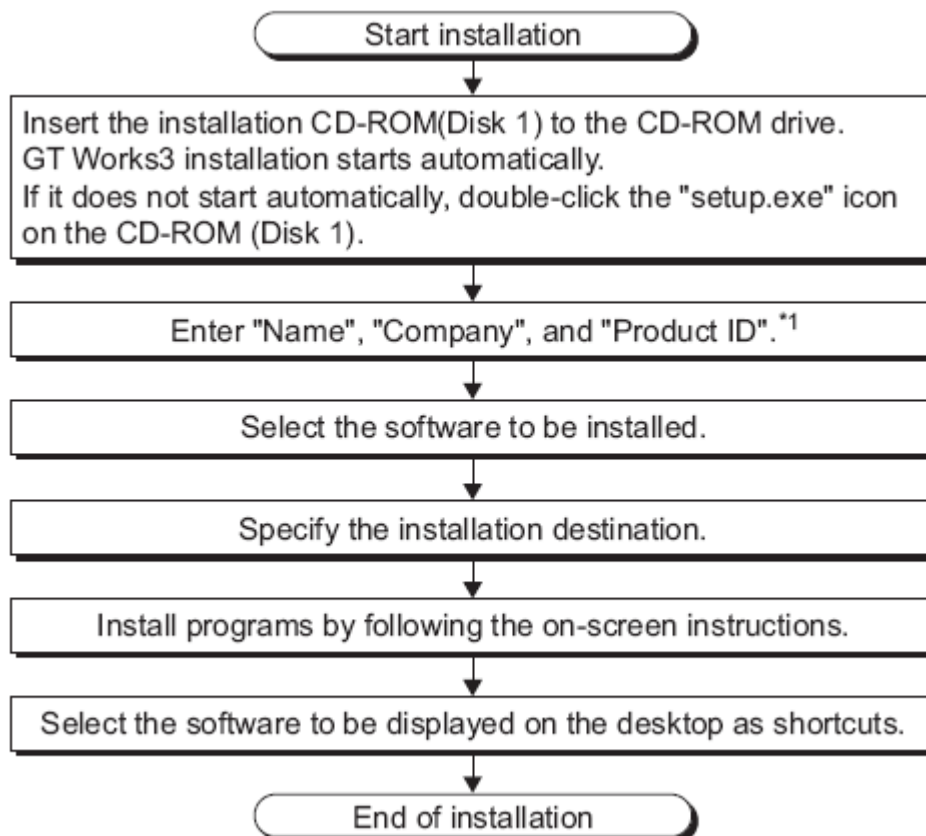 Start installation
Insert the installation CD-ROM(Disk 1) to the CD-ROM drive.
GT Works3 installation starts automatically.
If it does not start automatically, double-click the "setup.exe" icon
on the CD-ROM (Disk 1).
Enter "Name", "Company", and "Product ID".*1
Select the software to be installed.
Specify the installation destination.
Install programs by following the on-screen instructions.
Select the software to be displayed on the desktop as shortcuts.
End of installation